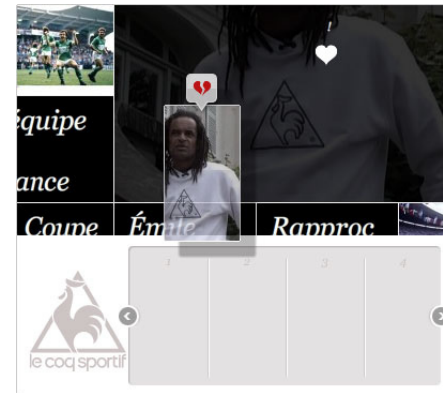 équipe
ance
Coupe
Émile
Rapproc
1 2 3 4
le coq sportif